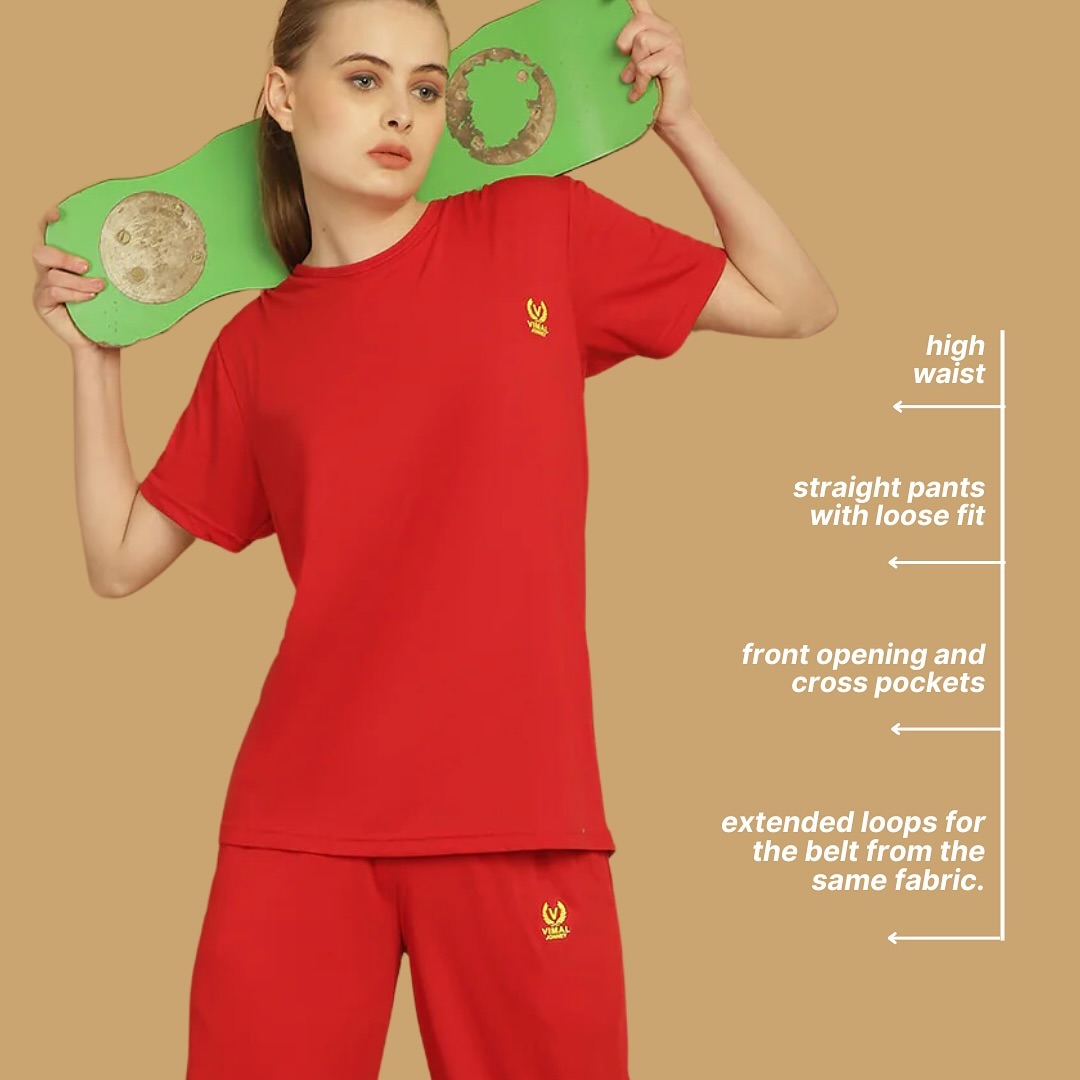 V
VIMAL
JONNEY
high
waist
straight pants
with loose fit
front opening and
cross pockets
extended loops for
the belt from the
same fabric.
V
VIMAL
JONNEY